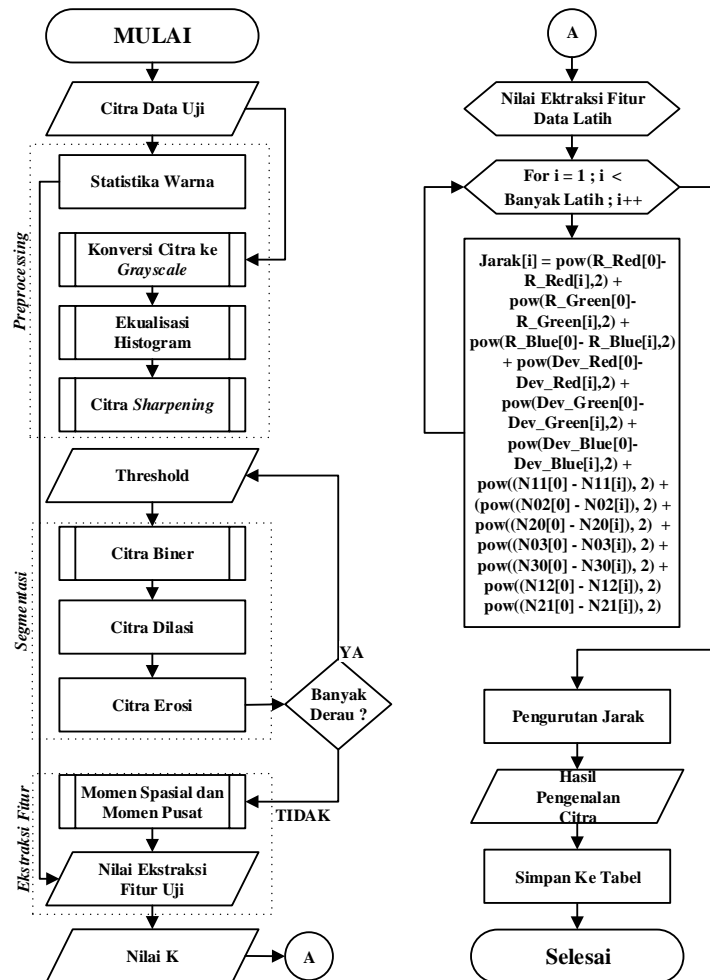 MULAI
Citra Data Uji
Preprocessing
Statistika Warna
Konversi Citra ke
Grayscale
Ekualisasi
Histogram
Citra Sharpening
Threshold
Segmentasi
Citra Biner
Citra Dilasi
Citra Erosi
YA
Banyak
Derau ?
TIDAK
Ekstraksi Fitur
Momen Spasial dan
Momen Pusat
Nilai Ekstraksi
Fitur Uji
Nilai K
A
A
Nilai Ektraksi Fitur
Data Latih
For i = 1 ; i <
Banyak Latih ; i++
Jarak[i] = pow(R_Red[0]-
R_Red[i],2) +
pow(R_Green[0]-
R_Green[i],2) +
pow(R_Blue[0]- R_Blue[i],2)
+ pow(Dev_Red[0]-
Dev_Red[i],2) +
pow(Dev_Green[0]-
Dev_Green[i],2) +
pow(Dev_Blue[0]-
Dev_Blue[i],2) +
pow((N11[0] - N11[i]), 2) +
(pow((N02[0] - N02[i]), 2) +
pow((N20[0] - N20[i]), 2) +
pow((N03[0] - N03[i]), 2) +
pow((N30[0] - N30[i]), 2) +
pow((N12[0] - N12[i]), 2)
pow((N21[0] - N21[i]), 2)
Pengurutan Jarak
Hasil
Pengenalan
Citra
Simpan Ke Tabel
Selesai